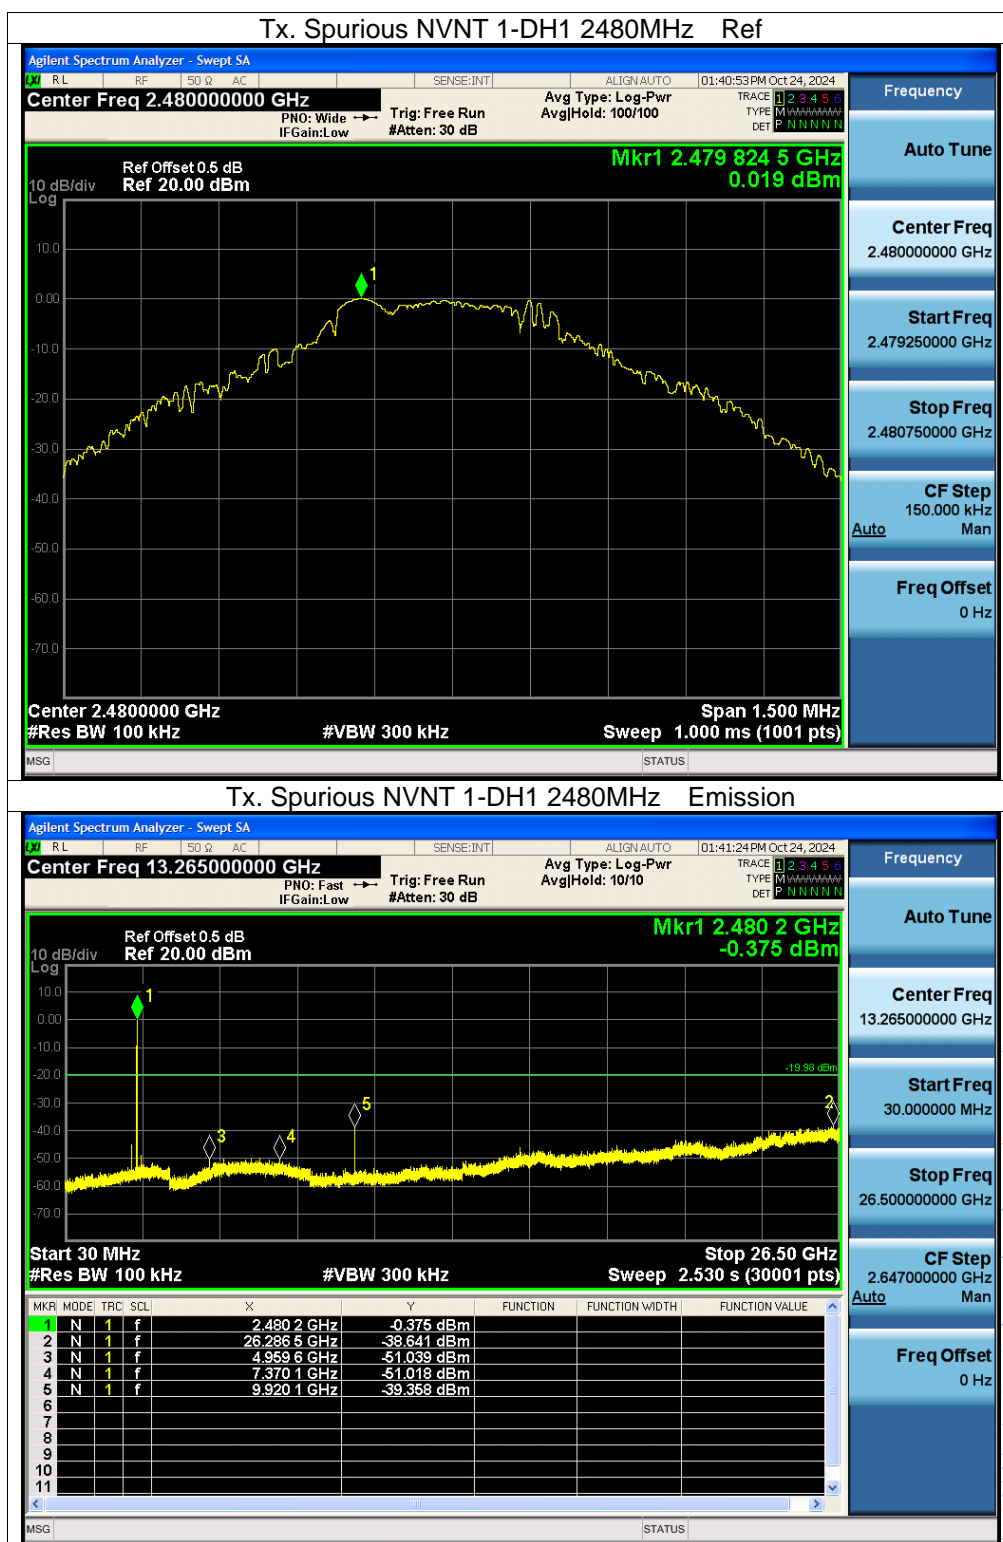 Tx. Spurious NVNT 1-DH1 2480MHz Ref
Agilent Spectrum Analyzer - Swept SA
LXI RL RF 50 Ω AC SENSE:INT ALIGN AUTO 01:40:53 PM Oct 24, 2024
Center Freq 2.480000000 GHz
PNO: Wide
IFGain:Low
Trig: Free Run
#Atten: 30 dB
Avg Type: Log-Pwr
Avg|Hold: 100/100
TRACE 1 2 3 4 5 6
TYPE M
DET P N N N N N
Frequency
Auto Tune
Center Freq
2.480000000 GHz
Start Freq
2.479250000 GHz
Stop Freq
2.480750000 GHz
CF Step
150.000 kHz
Auto Man
Freq Offset
0 Hz
Mkr1 2.479 824 5 GHz
0.019 dBm
Ref Offset 0.5 dB
10 dB/div Ref 20.00 dBm
Log
10.0
0.00
-10.0
-20.0
-30.0
-40.0
-50.0
-60.0
-70.0
1
Center 2.4800000 GHz Span 1.500 MHz
#Res BW 100 kHz #VBW 300 kHz Sweep 1.000 ms (1001 pts)
MSG STATUS
Tx. Spurious NVNT 1-DH1 2480MHz Emission
Agilent Spectrum Analyzer - Swept SA
LXI RL RF 50 Ω AC SENSE:INT ALIGN AUTO 01:41:24 PM Oct 24, 2024
Center Freq 13.265000000 GHz
PNO: Fast
IFGain:Low
Trig: Free Run
#Atten: 30 dB
Avg Type: Log-Pwr
Avg|Hold: 10/10
TRACE 1 2 3 4 5 6
TYPE M
DET P N N N N N
Frequency
Auto Tune
Center Freq
13.265000000 GHz
Start Freq
30.000000 MHz
Stop Freq
26.500000000 GHz
CF Step
2.647000000 GHz
Auto Man
Freq Offset
0 Hz
Mkr1 2.480 2 GHz
-0.375 dBm
Ref Offset 0.5 dB
10 dB/div Ref 20.00 dBm
Log
10.0
0.00
-10.0
-20.0
-30.0
-40.0
-50.0
-60.0
-70.0
-19.98 dBm
1
2
3
4
5
Start 30 MHz Stop 26.50 GHz
#Res BW 100 kHz #VBW 300 kHz Sweep 2.530 s (30001 pts)
MKR MODE TRC SCL X Y FUNCTION FUNCTION WIDTH FUNCTION VALUE
1 N 1 f 2.480 2 GHz -0.375 dBm
2 N 1 f 26.286 5 GHz -38.641 dBm
3 N 1 f 4.959 6 GHz -51.039 dBm
4 N 1 f 7.370 1 GHz -51.018 dBm
5 N 1 f 9.920 1 GHz -39.358 dBm
6
7
8
9
10
11
MSG STATUS